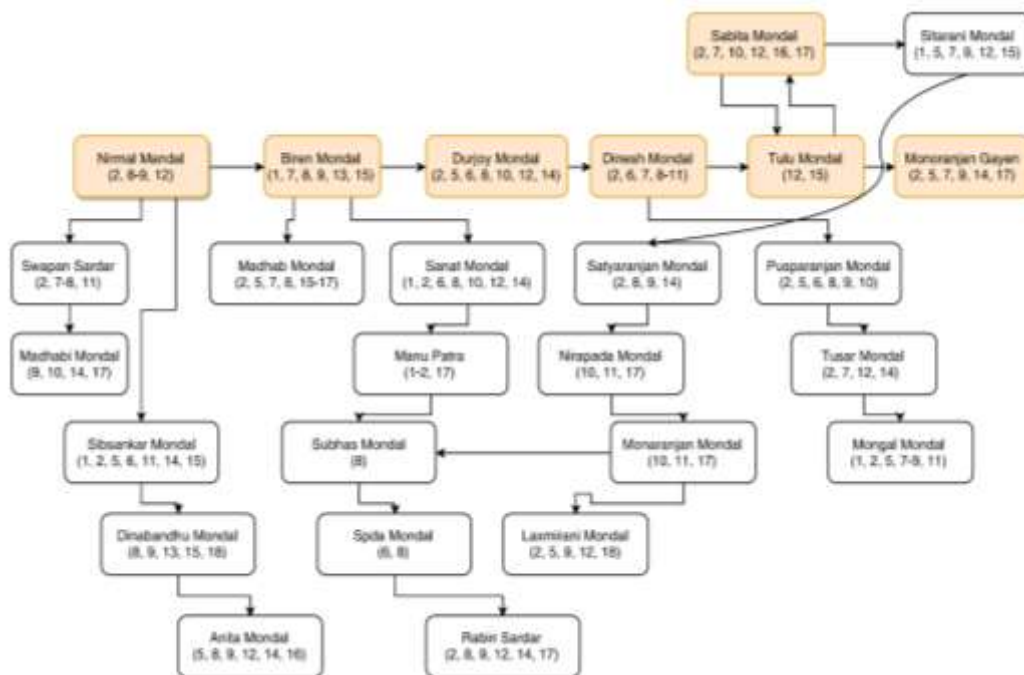 Sabita Mondal
(2, 7, 10, 12, 16, 17)
Sitarani Mondal
(1, 5, 7, 9, 12, 15)
Nirmal Mandal
(2, 8-9, 12)
Biren Mondal
(1, 7, 8, 9, 13, 15)
Durjoy Mondal
(2, 5, 6, 8, 10, 12, 14)
Dinesh Mondal
(2, 6, 7, 8-11)
Tulu Mondal
(12, 15)
Monoranjan Gayen
(2, 5, 7, 9, 14, 17)
Swapan Sardar
(2, 7-8, 11)
Madhab Mondal
(2, 5, 7, 8, 15-17)
Sanat Mondal
(1, 2, 6, 8, 10, 12, 14)
Satyaranjan Mondal
(2, 8, 9, 14)
Pusparanjan Mondal
(2, 5, 6, 8, 9, 10)
Madhabi Mondal
(9, 10, 14, 17)
Manu Patra
(1-2, 17)
Nirapada Mondal
(10, 11, 17)
Tusar Mondal
(2, 7, 12, 14)
Sibsankar Mondal
(1, 2, 5, 6, 11, 14, 15)
Subhas Mondal
(8)
Monaranjan Mondal
(10, 11, 17)
Mongal Mondal
(1, 2, 5, 7-9, 11)
Dinabandhu Mondal
(8, 9, 13, 15, 18)
Spda Mondal
(6, 8)
Laxmirani Mondal
(2, 5, 9, 12, 18)
Anita Mondal
(5, 8, 9, 12, 14, 16)
Rabin Sardar
(2, 8, 9, 12, 14, 17)